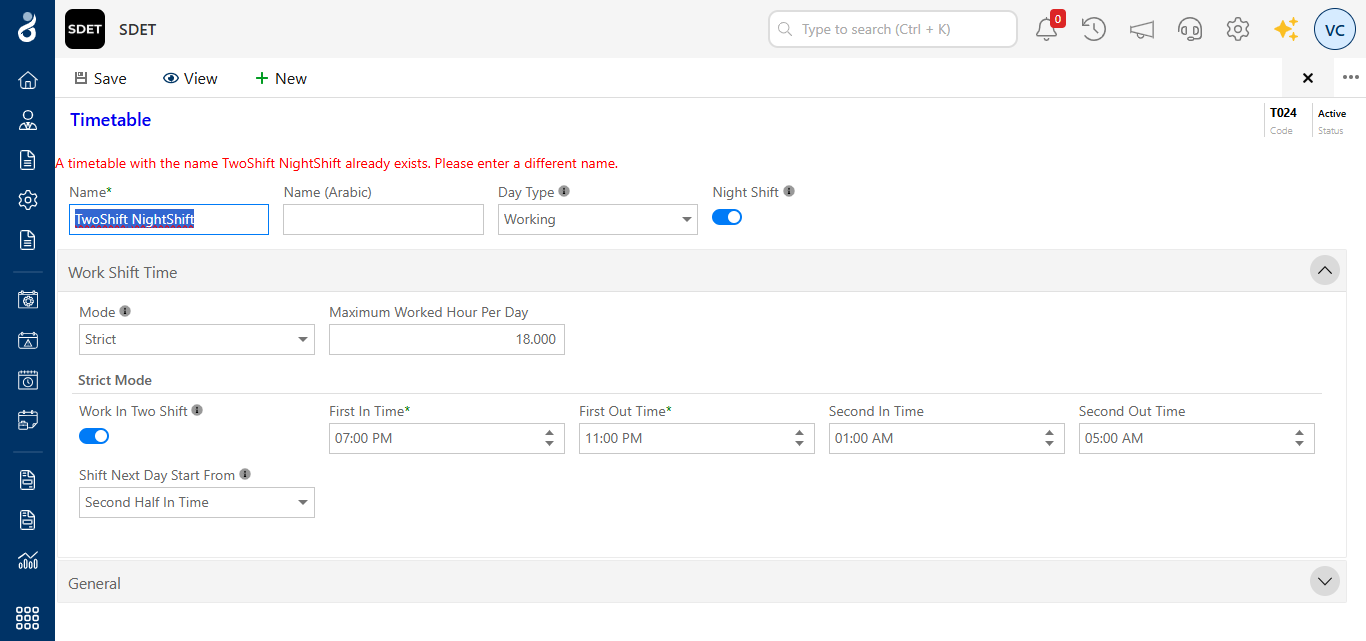 SDET SDET Type to search (Ctrl + K) 0 VC
Save View New
Timetable T024 Active
Code Status
A timetable with the name TwoShift NightShift already exists. Please enter a different name.
Name* Name (Arabic) Day Type Night Shift
TwoShift NightShift Working
Work Shift Time
Mode Maximum Worked Hour Per Day
Strict 18.000
Strict Mode
Work In Two Shift First In Time* First Out Time* Second In Time Second Out Time
07:00 PM 11:00 PM 01:00 AM 05:00 AM
Shift Next Day Start From
Second Half In Time
General